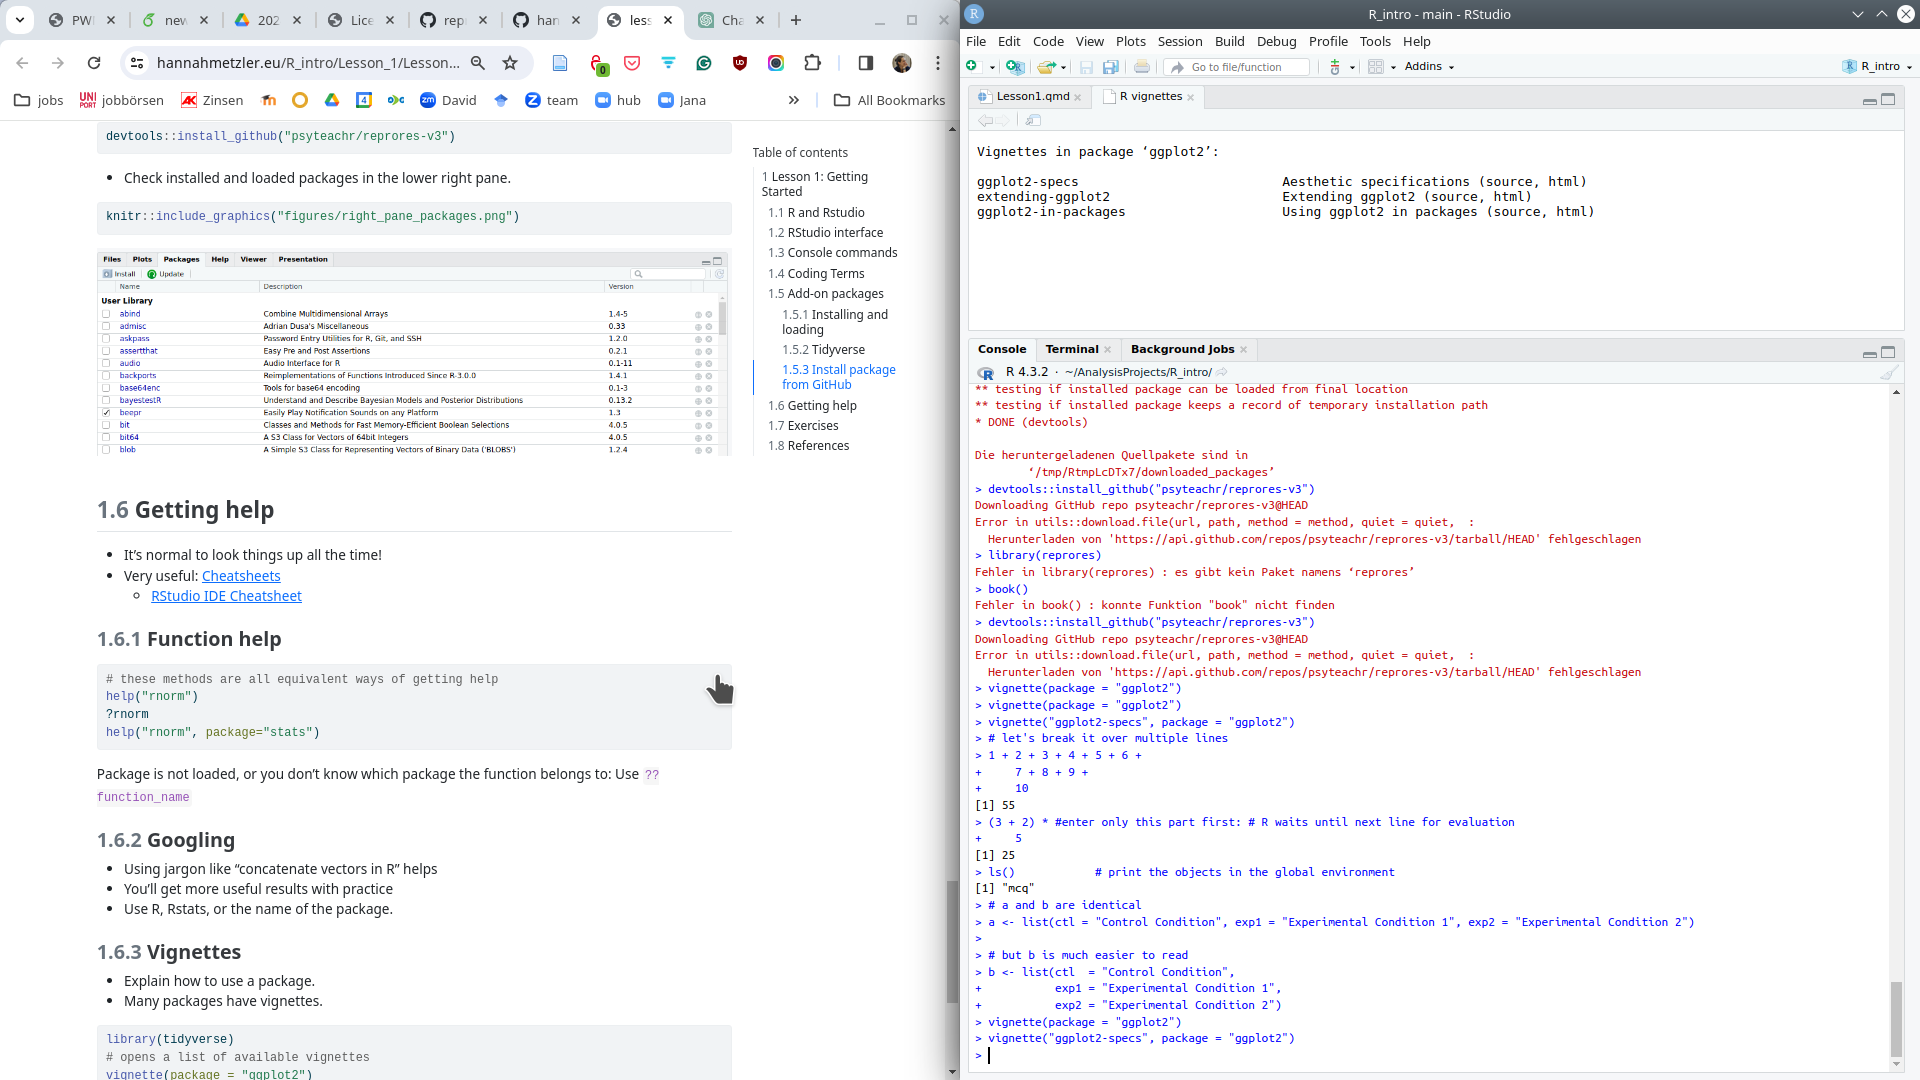 PWI
new
202
Lice
repr
han
less
Cha
hannahmetzler.eu/R_intro/Lesson_1/Lesson...
0
jobs
UNI PORT jobbörsen
AK Zinsen
4
zm David
team
hub
Jana
All Bookmarks
devtools::install_github("psyteachr/reprores-v3")
Check installed and loaded packages in the lower right pane.
knitr::include_graphics("figures/right_pane_packages.png")
Files Plots Packages Help Viewer Presentation
Install Update
Name Description Version
User Library
abind Combine Multidimensional Arrays 1.4-5
admisc Adrian Dusa's Miscellaneous 0.33
askpass Password Entry Utilities for R, Git, and SSH 1.2.0
assertthat Easy Pre and Post Assertions 0.2.1
audio Audio Interface for R 0.1-11
backports Reimplementations of Functions Introduced Since R-3.0.0 1.4.1
base64enc Tools for base64 encoding 0.1-3
bayestestR Understand and Describe Bayesian Models and Posterior Distributions 0.13.2
beepr Easily Play Notification Sounds on any Platform 1.3
bit Classes and Methods for Fast Memory-Efficient Boolean Selections 4.0.5
bit64 A S3 Class for Vectors of 64bit Integers 4.0.5
blob A Simple S3 Class for Representing Vectors of Binary Data ('BLOBS') 1.2.4
1.6 Getting help
It's normal to look things up all the time!
Very useful: Cheatsheets
RStudio IDE Cheatsheet
1.6.1 Function help
# these methods are all equivalent ways of getting help
help("rnorm")
?rnorm
help("rnorm", package="stats")
Package is not loaded, or you don't know which package the function belongs to: Use ??
function_name
1.6.2 Googling
Using jargon like “concatenate vectors in R” helps
You'll get more useful results with practice
Use R, Rstats, or the name of the package.
1.6.3 Vignettes
Explain how to use a package.
Many packages have vignettes.
library(tidyverse)
# opens a list of available vignettes
vignette(package = "ggplot2")
Table of contents
1 Lesson 1: Getting
Started
1.1 R and Rstudio
1.2 RStudio interface
1.3 Console commands
1.4 Coding Terms
1.5 Add-on packages
1.5.1 Installing and
loading
1.5.2 Tidyverse
1.5.3 Install package
from GitHub
1.6 Getting help
1.7 Exercises
1.8 References
R_intro - main - RStudio
File Edit Code View Plots Session Build Debug Profile Tools Help
Go to file/function
Addins
R_intro
Lesson1.qmd
R vignettes
Vignettes in package ‘ggplot2’:
ggplot2-specs Aesthetic specifications (source, html)
extending-ggplot2 Extending ggplot2 (source, html)
ggplot2-in-packages Using ggplot2 in packages (source, html)
Console Terminal Background Jobs
R 4.3.2 · ~/AnalysisProjects/R_intro/
** testing if installed package can be loaded from final location
** testing if installed package keeps a record of temporary installation path
* DONE (devtools)
Die heruntergeladenen Quellpakete sind in
‘/tmp/RtmpLcDTx7/downloaded_packages’
> devtools::install_github("psyteachr/reprores-v3")
Downloading GitHub repo psyteachr/reprores-v3@HEAD
Error in utils::download.file(url, path, method = method, quiet = quiet, :
Herunterladen von 'https://api.github.com/repos/psyteachr/reprores-v3/tarball/HEAD' fehlgeschlagen
> library(reprores)
Fehler in library(reprores) : es gibt kein Paket namens ‘reprores’
> book()
Fehler in book() : konnte Funktion "book" nicht finden
> devtools::install_github("psyteachr/reprores-v3")
Downloading GitHub repo psyteachr/reprores-v3@HEAD
Error in utils::download.file(url, path, method = method, quiet = quiet, :
Herunterladen von 'https://api.github.com/repos/psyteachr/reprores-v3/tarball/HEAD' fehlgeschlagen
> vignette(package = "ggplot2")
> vignette(package = "ggplot2")
> vignette("ggplot2-specs", package = "ggplot2")
> # let's break it over multiple lines
> 1 + 2 + 3 + 4 + 5 + 6 +
+ 7 + 8 + 9 +
+ 10
[1] 55
> (3 + 2) * #enter only this part first: # R waits until next line for evaluation
+ 5
[1] 25
> ls() # print the objects in the global environment
[1] "mcq"
> # a and b are identical
> a <- list(ctl = "Control Condition", exp1 = "Experimental Condition 1", exp2 = "Experimental Condition 2")
>
> # but b is much easier to read
> b <- list(ctl = "Control Condition",
+ exp1 = "Experimental Condition 1",
+ exp2 = "Experimental Condition 2")
> vignette(package = "ggplot2")
> vignette("ggplot2-specs", package = "ggplot2")
>